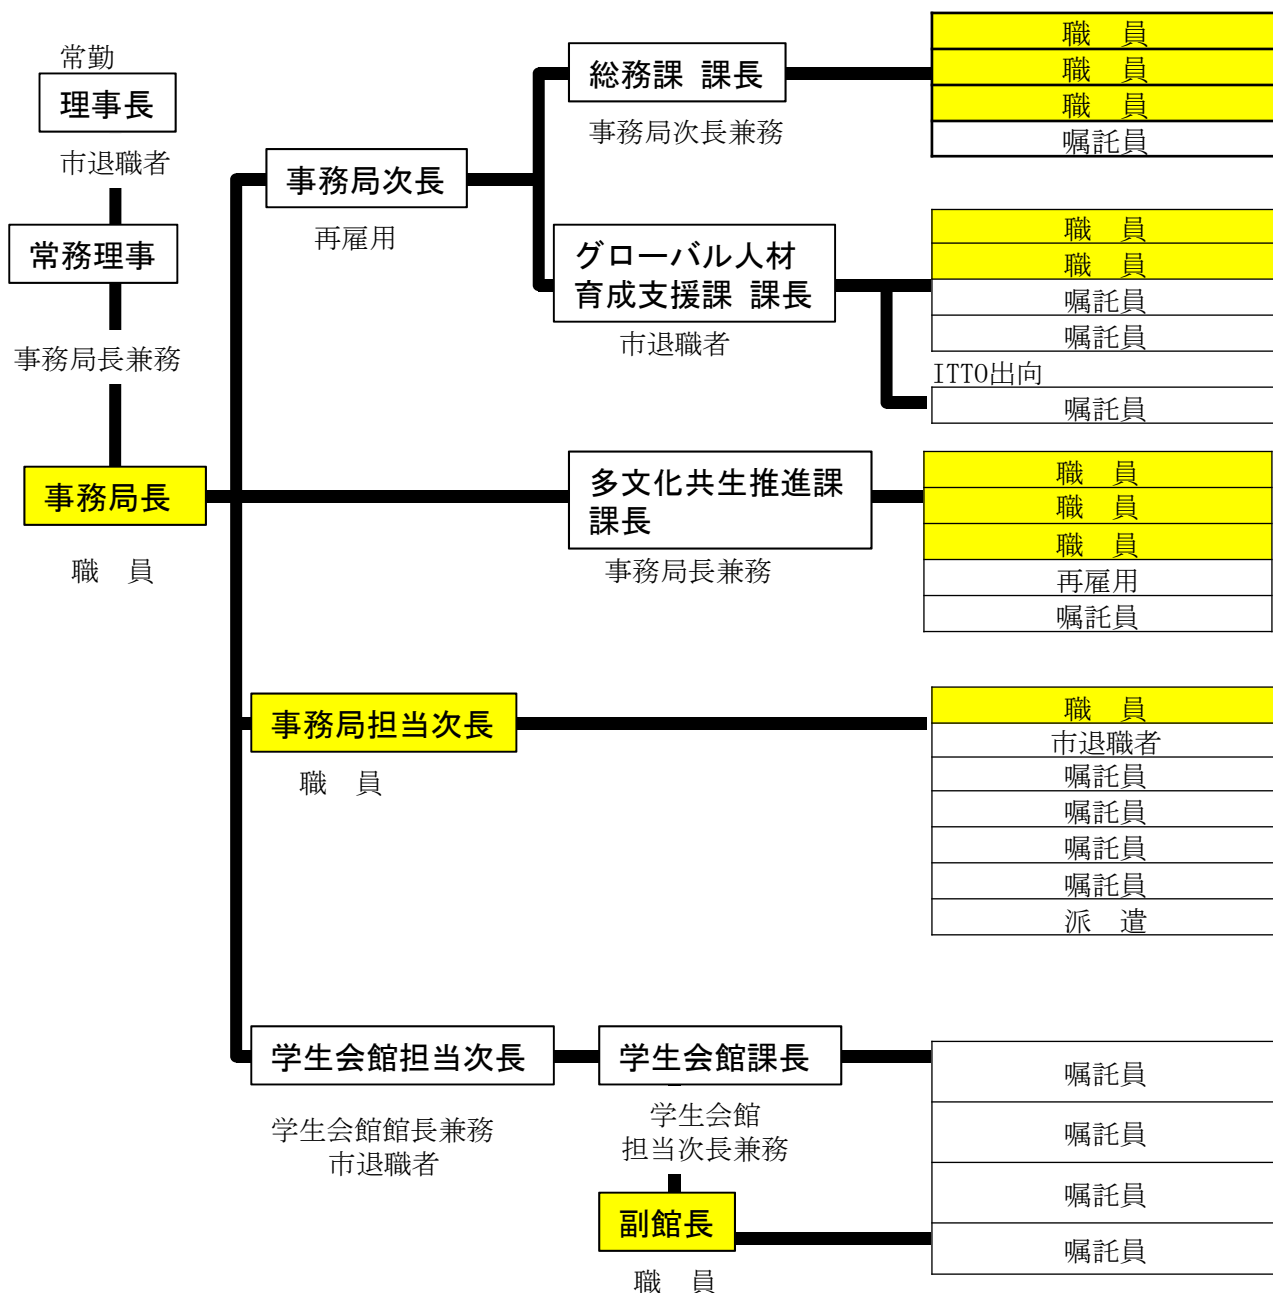 常勤
理事長
市退職者
常務理事
事務局長兼務
事務局長
職　員
事務局次長
再雇用
総務課 課長
事務局次長兼務
職　員
職　員
職　員
嘱託員
グローバル人材
育成支援課 課長
市退職者
職　員
職　員
嘱託員
嘱託員
ITTO出向
嘱託員
多文化共生推進課
課長
事務局長兼務
職　員
職　員
職　員
再雇用
嘱託員
事務局担当次長
職　員
職　員
市退職者
嘱託員
嘱託員
嘱託員
嘱託員
派　遣
学生会館担当次長
学生会館館長兼務
市退職者
学生会館課長
学生会館
担当次長兼務
副館長
職　員
嘱託員
嘱託員
嘱託員
嘱託員